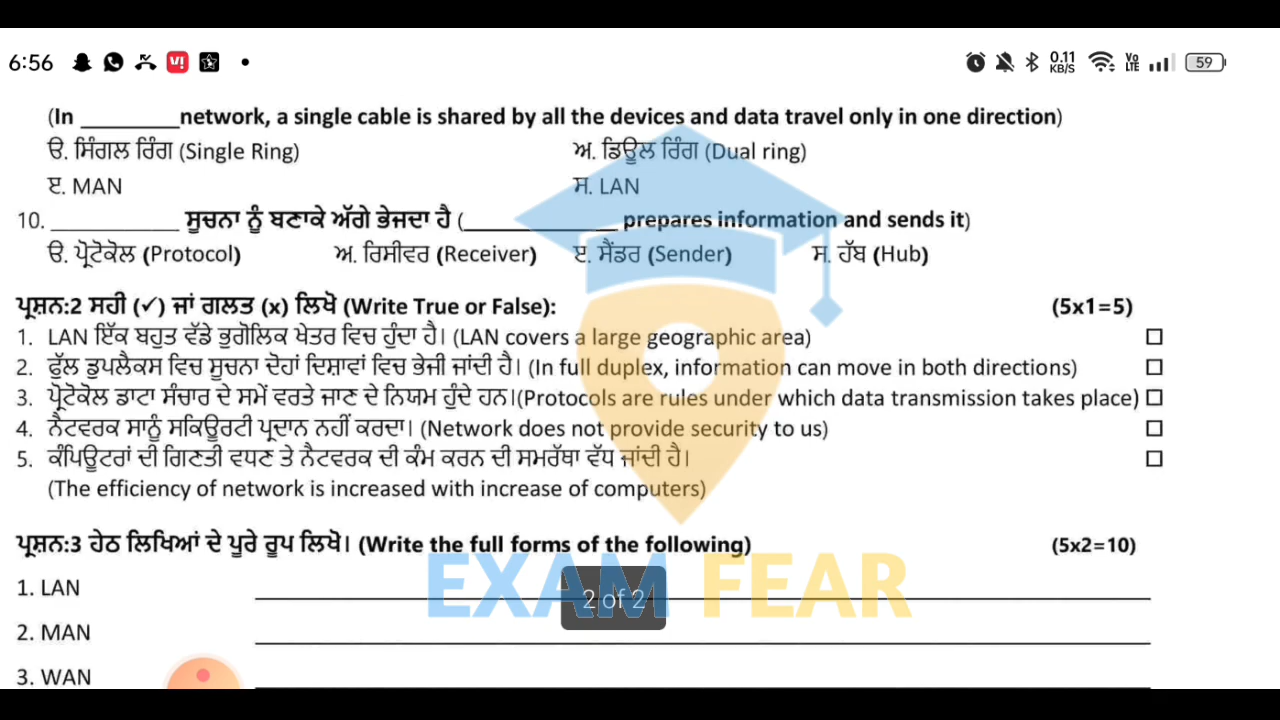 6:56 0.11 KB/S Vo LTE 59
(In _________network, a single cable is shared by all the devices and data travel only in one direction)
ੳ. ਸਿੰਗਲ ਰਿੰਗ (Single Ring) ਅ. ਡਿਊਲ ਰਿੰਗ (Dual ring)
ੲ. MAN ਸ. LAN
10. ____________ ਸੂਚਨਾ ਨੂੰ ਬਣਾਕੇ ਅੱਗੇ ਭੇਜਦਾ ਹੈ (______________ prepares information and sends it)
ੳ. ਪ੍ਰੋਟੋਕੋਲ (Protocol) ਅ. ਰਿਸੀਵਰ (Receiver) ੲ. ਸੈਂਡਰ (Sender) ਸ. ਹੱਬ (Hub)
ਪ੍ਰਸ਼ਨ:2 ਸਹੀ (✓) ਜਾਂ ਗਲਤ (x) ਲਿਖੋ (Write True or False): (5x1=5)
1. LAN ਇੱਕ ਬਹੁਤ ਵੱਡੇ ਭੁਗੋਲਿਕ ਖੇਤਰ ਵਿਚ ਹੁੰਦਾ ਹੈ। (LAN covers a large geographic area) ☐
2. ਫੁੱਲ ਡੁਪਲੈਕਸ ਵਿਚ ਸੂਚਨਾ ਦੋਹਾਂ ਦਿਸ਼ਾਵਾਂ ਵਿਚ ਭੇਜੀ ਜਾਂਦੀ ਹੈ। (In full duplex, information can move in both directions) ☐
3. ਪ੍ਰੋਟੋਕੋਲ ਡਾਟਾ ਸੰਚਾਰ ਦੇ ਸਮੇਂ ਵਰਤੇ ਜਾਣ ਦੇ ਨਿਯਮ ਹੁੰਦੇ ਹਨ।(Protocols are rules under which data transmission takes place) ☐
4. ਨੈਟਵਰਕ ਸਾਨੂੰ ਸਕਿਊਰਟੀ ਪ੍ਰਦਾਨ ਨਹੀਂ ਕਰਦਾ। (Network does not provide security to us) ☐
5. ਕੰਪਿਊਟਰਾਂ ਦੀ ਗਿਣਤੀ ਵਧਣ ਤੇ ਨੈਟਵਰਕ ਦੀ ਕੰਮ ਕਰਨ ਦੀ ਸਮਰੱਥਾ ਵੱਧ ਜਾਂਦੀ ਹੈ। ☐
(The efficiency of network is increased with increase of computers)
ਪ੍ਰਸ਼ਨ:3 ਹੇਠ ਲਿਖਿਆਂ ਦੇ ਪੂਰੇ ਰੂਪ ਲਿਖੋ। (Write the full forms of the following) (5x2=10)
EXAM FEAR
2 of 2
1. LAN
2. MAN
3. WAN